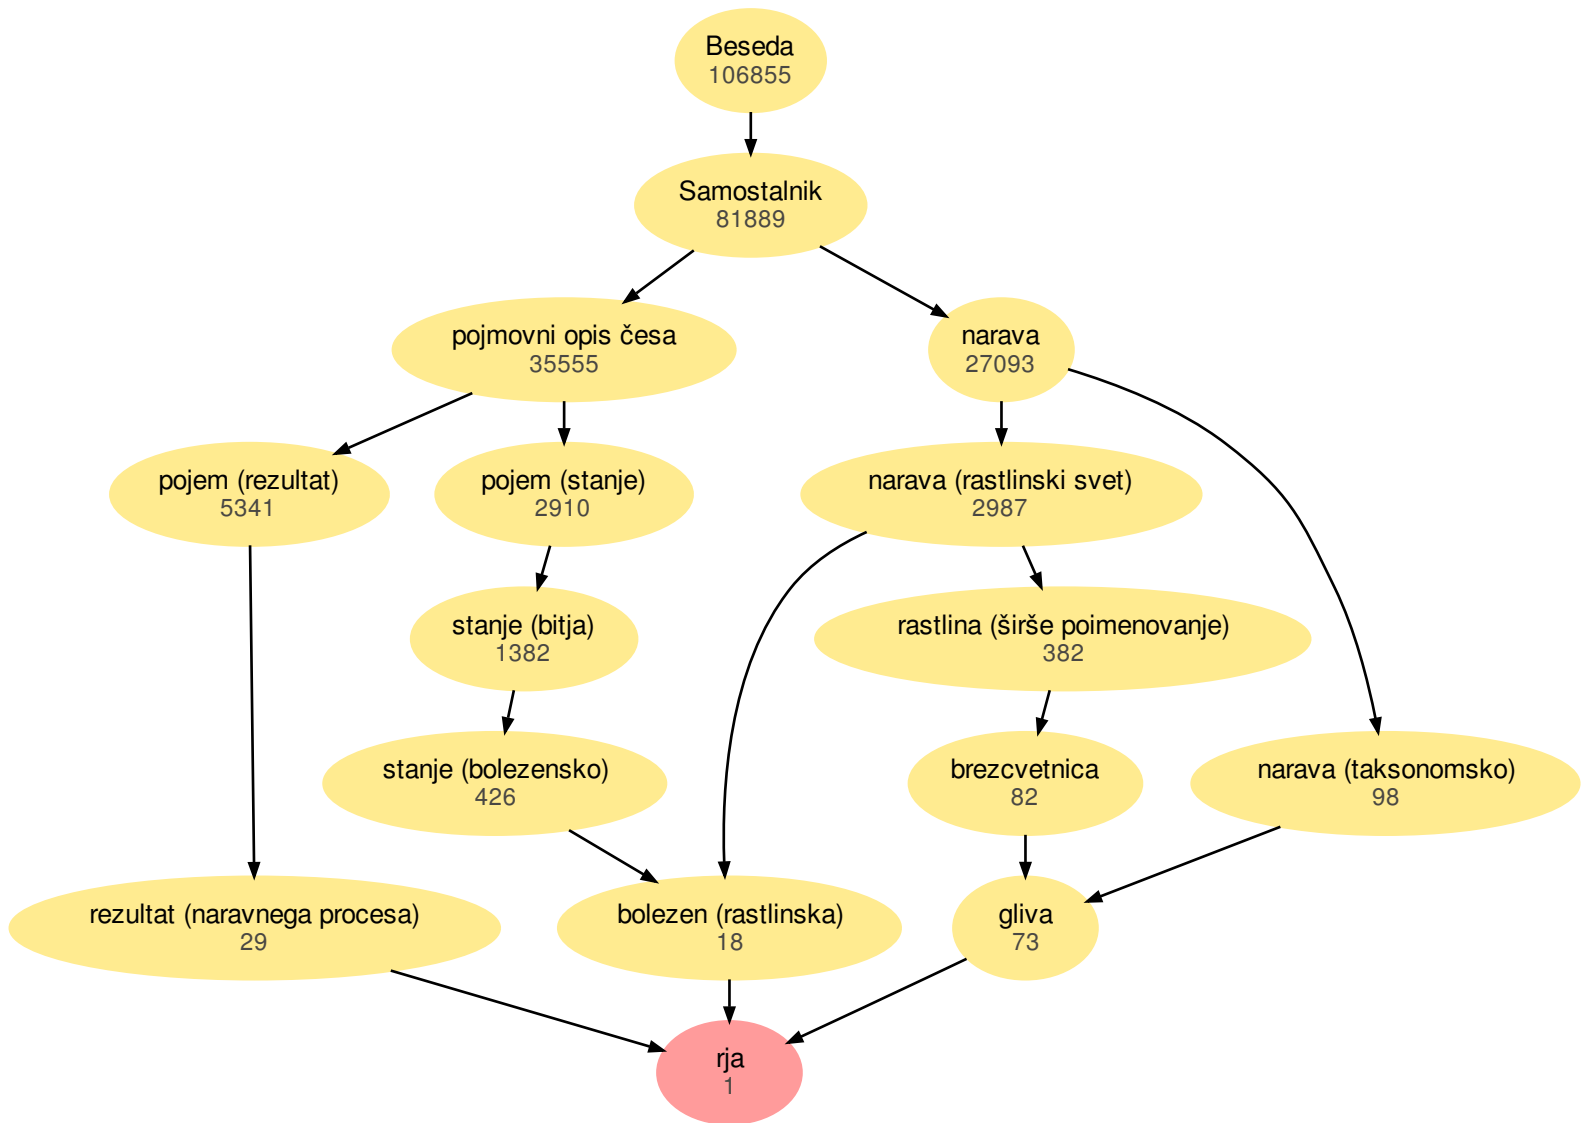 Beseda
106855
Samostalnik
81889
pojmovni opis česa
35555
narava
27093
pojem (rezultat)
5341
pojem (stanje)
2910
narava (rastlinski svet)
2987
stanje (bitja)
1382
rastlina (širše poimenovanje)
382
stanje (bolezensko)
426
brezcvetnica
82
narava (taksonomsko)
98
rezultat (naravnega procesa)
29
bolezen (rastlinska)
18
gliva
73
rja
1